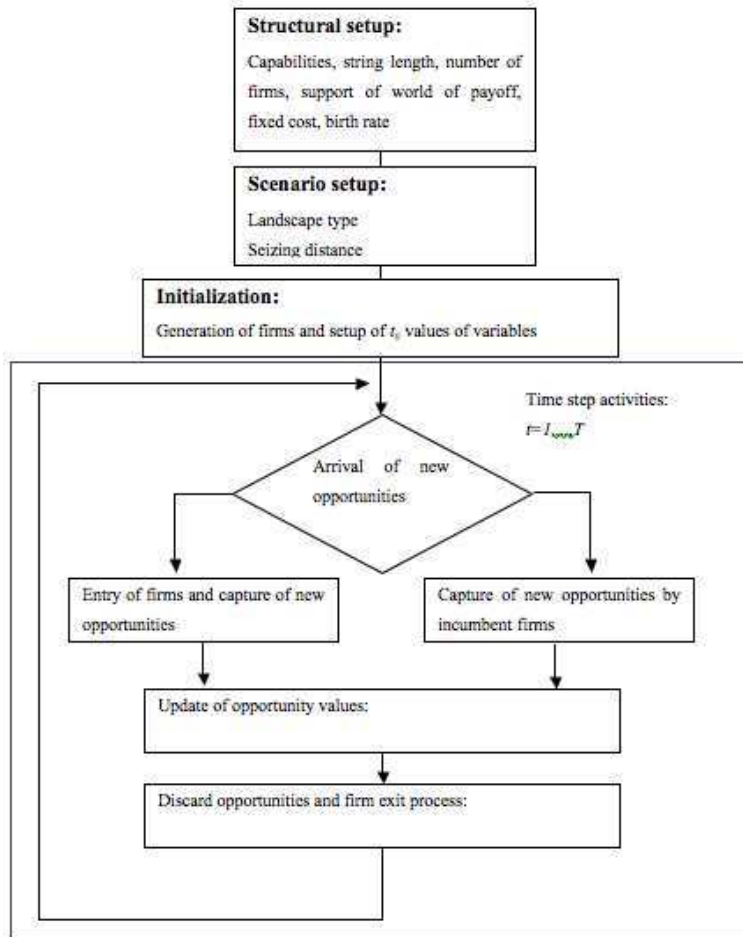 Structural setup:
Capabilities, string length, number of
firms, support of world of payoff,
fixed cost, birth rate
Scenario setup:
Landscape type
Seizing distance
Initialization:
Generation of firms and setup of t₀ values of variables
Time step activities:
t=1,...,T
Arrival of new
opportunities
Entry of firms and capture of new
opportunities
Capture of new opportunities by
incumbent firms
Update of opportunity values:
Discard opportunities and firm exit process: